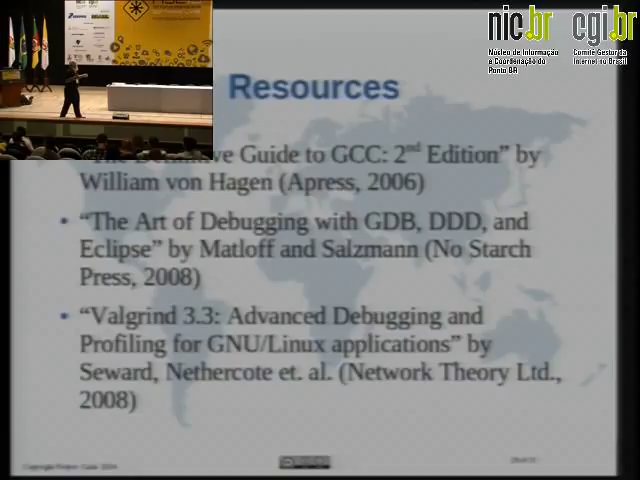 nic.br cgi.br
Núcleo de Informação
e Coordenação do
Ponto BR
Comitê Gestor da
Internet no Brasil
Resources
ve Guide to GCC: 2nd Edition” by
William von Hagen (Apress, 2006)
• “The Art of Debugging with GDB, DDD, and
Eclipse” by Matloff and Salzmann (No Starch
Press, 2008)
• “Valgrind 3.3: Advanced Debugging and
Profiling for GNU/Linux applications” by
Seward, Nethercote et. al. (Network Theory Ltd.,
2008)